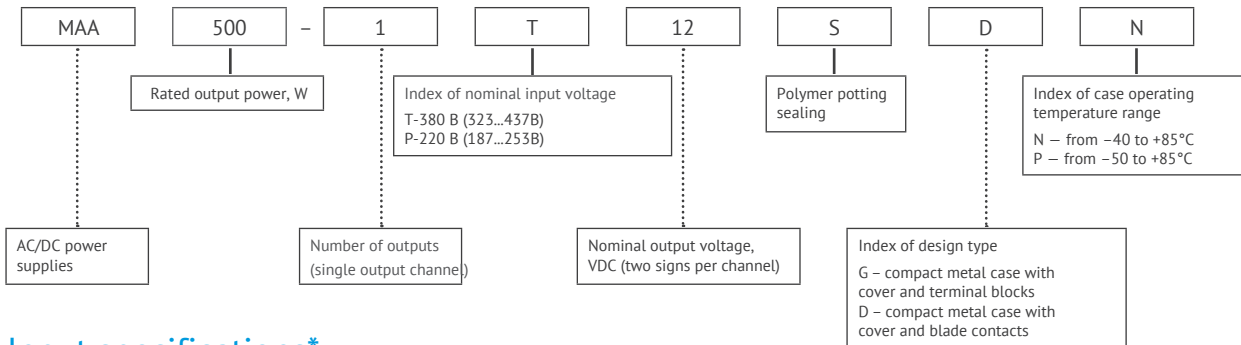 MAA 500 – 1 T 12 S D N
Rated output power, W
Index of nominal input voltage
T-380 B (323...437B)
P-220 B (187...253B)
Polymer potting
sealing
Index of case operating
temperature range
N — from –40 to +85°C
P — from –50 to +85°C
AC/DC power
supplies
Number of outputs
(single output channel)
Nominal output voltage,
VDC (two signs per channel)
Index of design type
G – compact metal case with
cover and terminal blocks
D – compact metal case with
cover and blade contacts